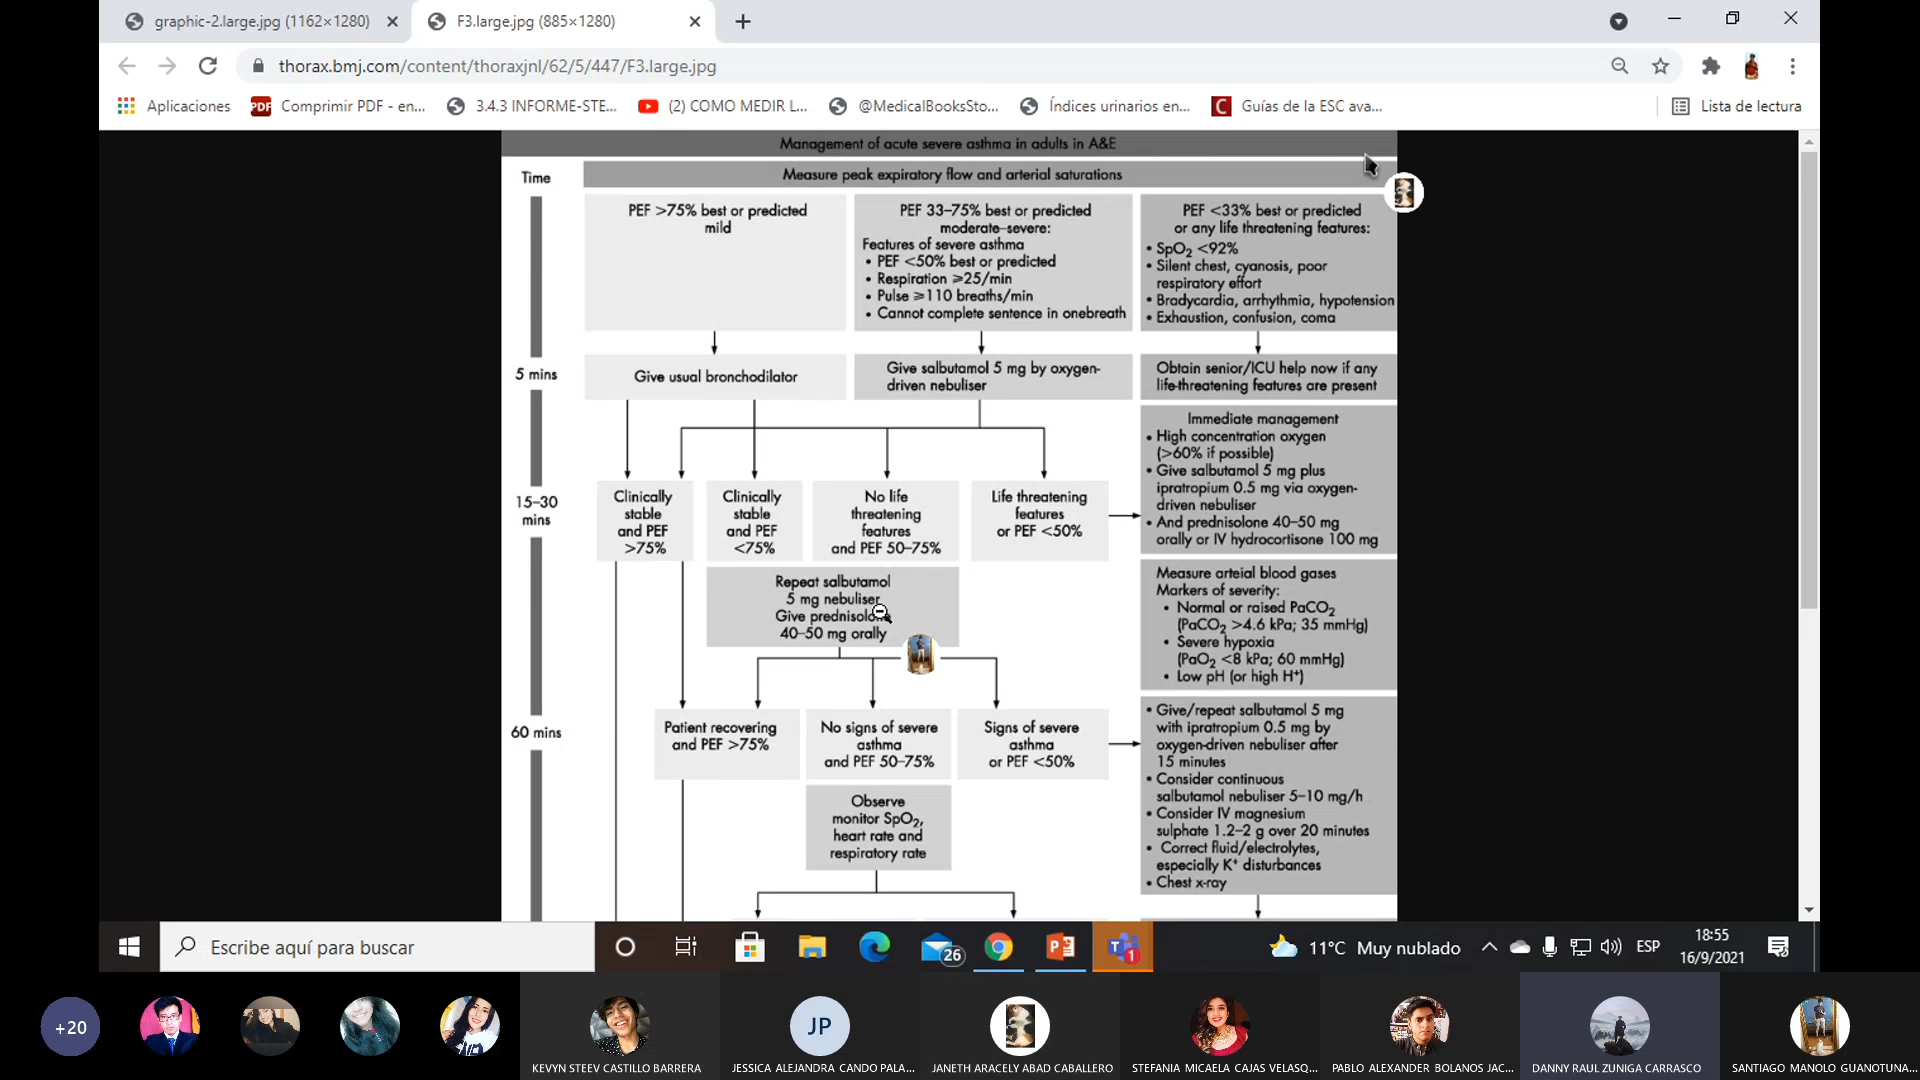 graphic-2.large.jpg (1162×1280)
F3.large.jpg (885×1280)
thorax.bmj.com/content/thoraxjnl/62/5/447/F3.large.jpg
Aplicaciones
PDF
Comprimir PDF - en...
3.4.3 INFORME-STE...
(2) COMO MEDIR L...
@MedicalBooksSto...
Índices urinarios en...
C
Guías de la ESC ava...
Lista de lectura
Management of acute severe asthma in adults in A&E
Time
Measure peak expiratory flow and arterial saturations
PEF >75% best or predicted
mild
PEF 33–75% best or predicted
moderate–severe:
Features of severe asthma
• PEF <50% best or predicted
• Respiration ≥25/min
• Pulse ≥110 breaths/min
• Cannot complete sentence in onebreath
PEF <33% best or predicted
or any life threatening features:
• SpO₂ <92%
• Silent chest, cyanosis, poor
respiratory effort
• Bradycardia, arrhythmia, hypotension
• Exhaustion, confusion, coma
5 mins
Give usual bronchodilator
Give salbutamol 5 mg by oxygen-
driven nebuliser
Obtain senior/ICU help now if any
life-threatening features are present
Immediate management
• High concentration oxygen
(>60% if possible)
• Give salbutamol 5 mg plus
ipratropium 0.5 mg via oxygen-
driven nebuliser
• And prednisolone 40–50 mg
orally or IV hydrocortisone 100 mg
15–30
mins
Clinically
stable
and PEF
>75%
Clinically
stable
and PEF
<75%
No life
threatening
features
and PEF 50–75%
Life threatening
features
or PEF <50%
Repeat salbutamol
5 mg nebuliser
Give prednisolone
40–50 mg orally
Measure arteial blood gases
Markers of severity:
• Normal or raised PaCO₂
(PaCO₂ >4.6 kPa; 35 mmHg)
• Severe hypoxia
(PaO₂ <8 kPa; 60 mmHg)
• Low pH (or high H⁺)
60 mins
Patient recovering
and PEF >75%
No signs of severe
asthma
and PEF 50–75%
Signs of severe
asthma
or PEF <50%
Observe
monitor SpO₂,
heart rate and
respiratory rate
• Give/repeat salbutamol 5 mg
with ipratropium 0.5 mg by
oxygen-driven nebuliser after
15 minutes
• Consider continuous
salbutamol nebuliser 5–10 mg/h
• Consider IV magnesium
sulphate 1.2–2 g over 20 minutes
• Correct fluid/electrolytes,
especially K⁺ disturbances
• Chest x-ray
Escribe aquí para buscar
26
1
11°C Muy nublado
ESP
18:55
16/9/2021
+20
JP
KEVYN STEEV CASTILLO BARRERA
JESSICA ALEJANDRA CANDO PALA...
JANETH ARACELY ABAD CABALLERO
STEFANIA MICAELA CAJAS VELASQ...
PABLO ALEXANDER BOLANOS JAC...
DANNY RAUL ZUNIGA CARRASCO
SANTIAGO MANOLO GUANOTUNA...